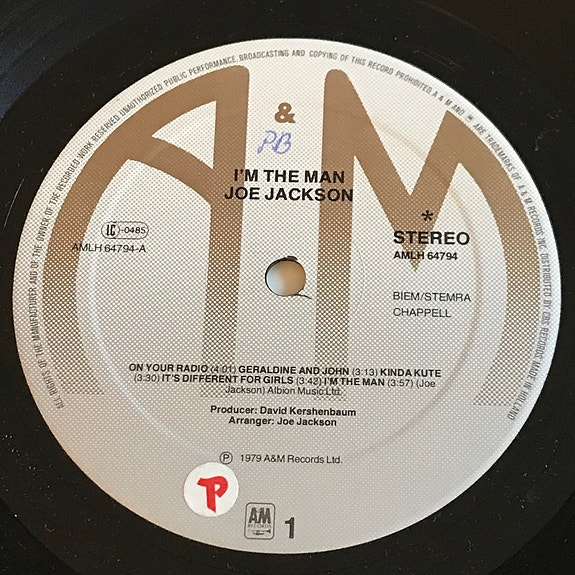 ALL RIGHTS OF THE MANUFACTURER AND OF THE OWNER OF THE RECORDED WORK RESERVED UNAUTHORIZED PUBLIC PERFORMANCE, BROADCASTING AND COPYING OF THIS RECORD PROHIBITED. A & M AND ARE TRADEMARKS OF A & M RECORDS INC. DISTRIBUTED BY CBS RECORDS. MADE IN HOLLAND
A & M
PB
I'M THE MAN
JOE JACKSON
IC -0485
AMLH 64794-A
*
STEREO
AMLH 64794
BIEM/STEMRA
CHAPPELL
ON YOUR RADIO (4:01) GERALDINE AND JOHN (3:13) KINDA KUTE
(3:30) IT'S DIFFERENT FOR GIRLS (3:42) I'M THE MAN (3:57) (Joe
Jackson) Albion Music Ltd.
Producer: David Kershenbaum
Arranger: Joe Jackson
Ⓟ 1979 A&M Records Ltd.
P
AM
RECORDS
1